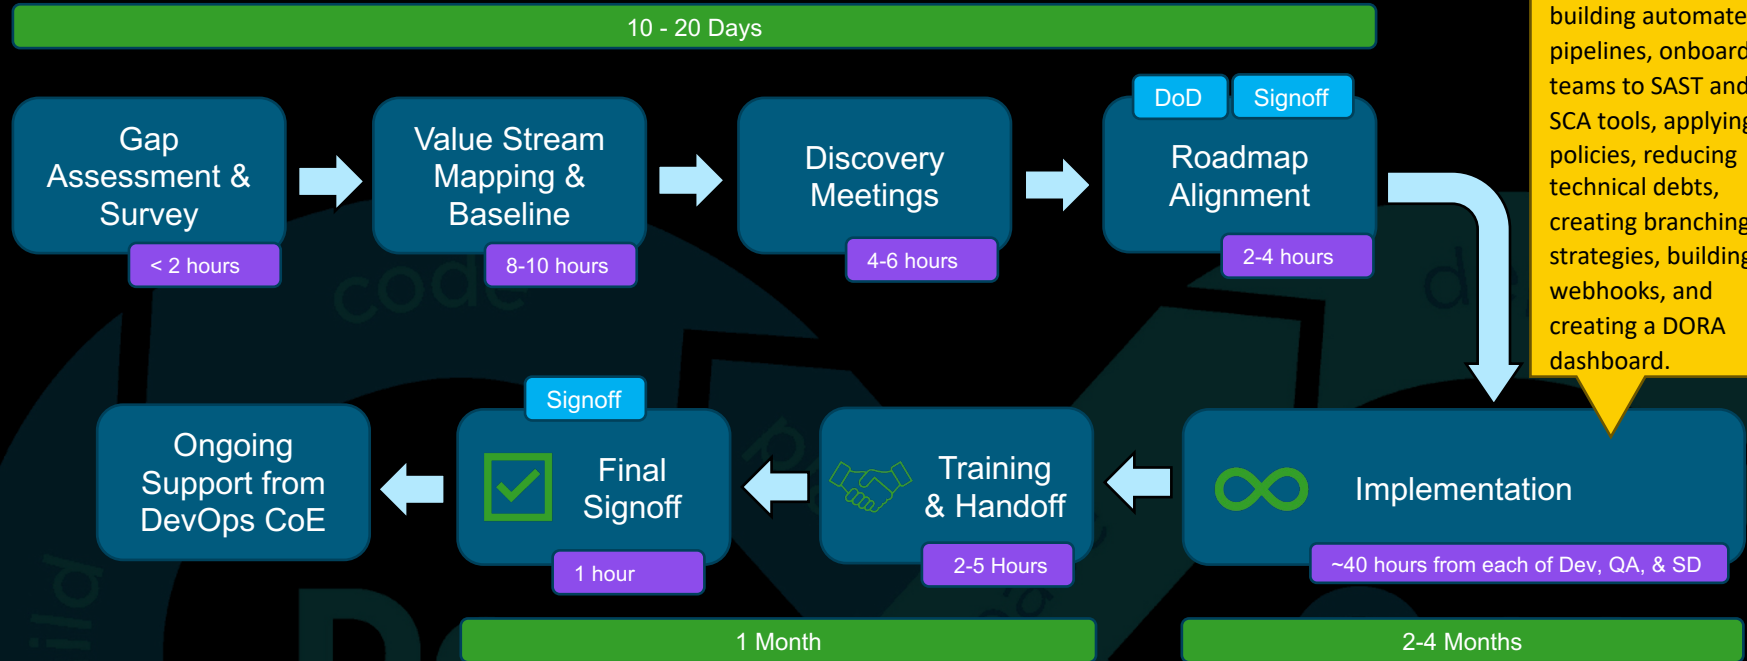 10 - 20 Days
building automate
pipelines, onboard
teams to SAST and
SCA tools, applying
policies, reducing
technical debts,
creating branching
strategies, building
webhooks, and
creating a DORA
dashboard.
DoD
Signoff
Gap
Assessment &
Survey
< 2 hours
Value Stream
Mapping &
Baseline
8-10 hours
Discovery
Meetings
4-6 hours
Roadmap
Alignment
2-4 hours
code
de
Ongoing
Support from
DevOps CoE
Signoff
Final
Signoff
1 hour
Training
& Handoff
2-5 Hours
Implementation
~40 hours from each of Dev, QA, & SD
ild
De
1 Month
2-4 Months